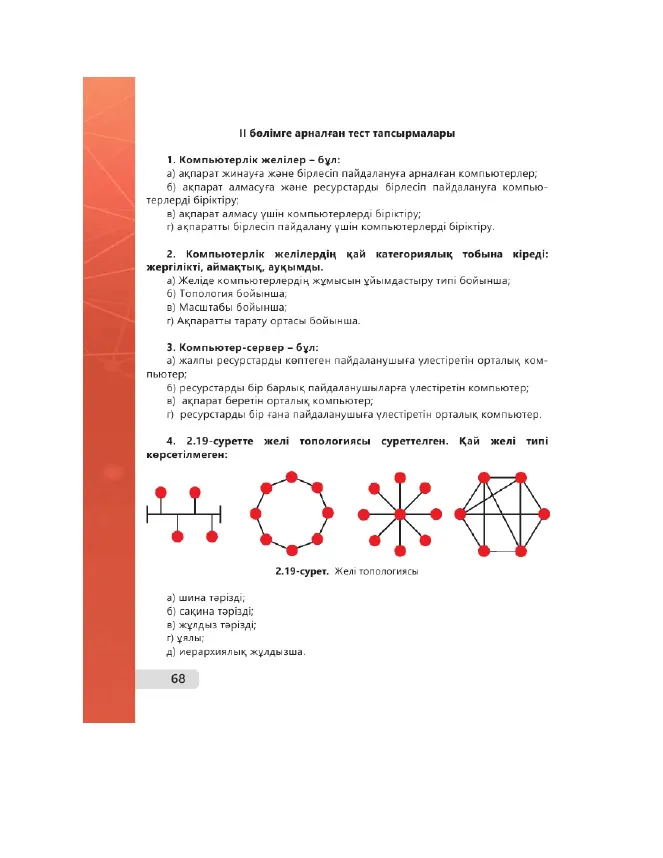 II бөлімге арналған тест тапсырмалары
1. Компьютерлік желілер – бұл:
а) ақпарат жинауға және бірлесіп пайдалануға арналған компьютерлер;
б) ақпарат алмасуға және ресурстарды бірлесіп пайдалануға компью-
терлерді біріктіру;
в) ақпарат алмасу үшін компьютерлерді біріктіру;
г) ақпаратты бірлесіп пайдалану үшін компьютерлерді біріктіру.
2. Компьютерлік желілердің қай категориялық тобына кіреді:
жергілікті, аймақтық, ауқымды.
а) Желіде компьютерлердің жұмысын ұйымдастыру типі бойынша;
б) Топология бойынша;
в) Масштабы бойынша;
г) Ақпаратты тарату ортасы бойынша.
3. Компьютер-сервер – бұл:
а) жалпы ресурстарды көптеген пайдаланушыға үлестіретін орталық ком-
пьютер;
б) ресурстарды бір барлық пайдаланушыларға үлестіретін компьютер;
в) ақпарат беретін орталық компьютер;
г) ресурстарды бір ғана пайдаланушыға үлестіретін орталық компьютер.
4. 2.19-суретте желі топологиясы суреттелген. Қай желі типі
көрсетілмеген:
2.19-сурет. Желі топологиясы
а) шина тәрізді;
б) сақина тәрізді;
в) жұлдыз тәрізді;
г) ұялы;
д) иерархиялық жұлдызша.
68